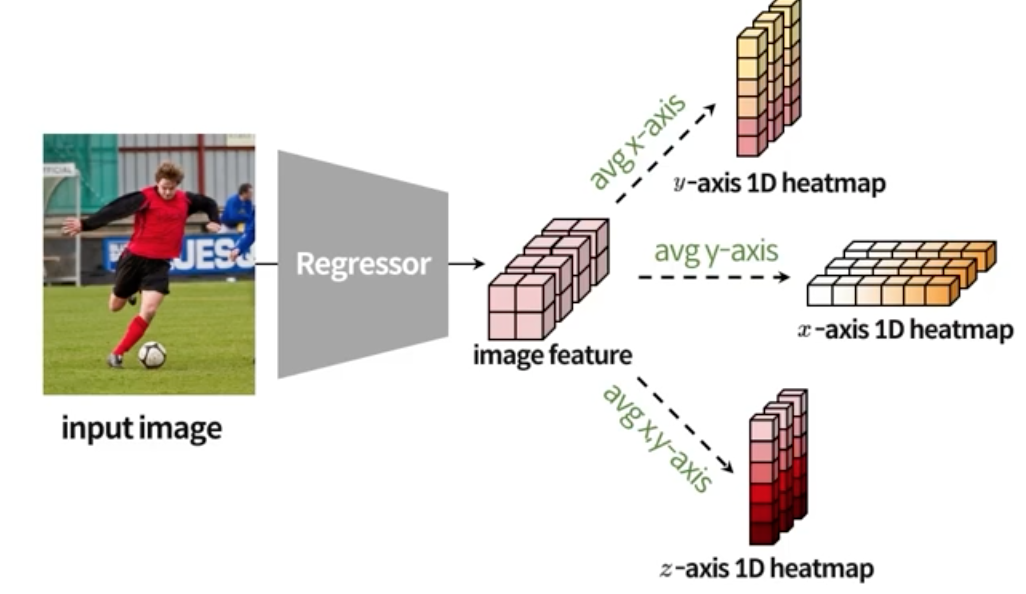 avg x-axis
y-axis 1D heatmap
UESC
Regressor
avg y-axis
image feature
x-axis 1D heatmap
input image
avg x,y-axis
z-axis 1D heatmap